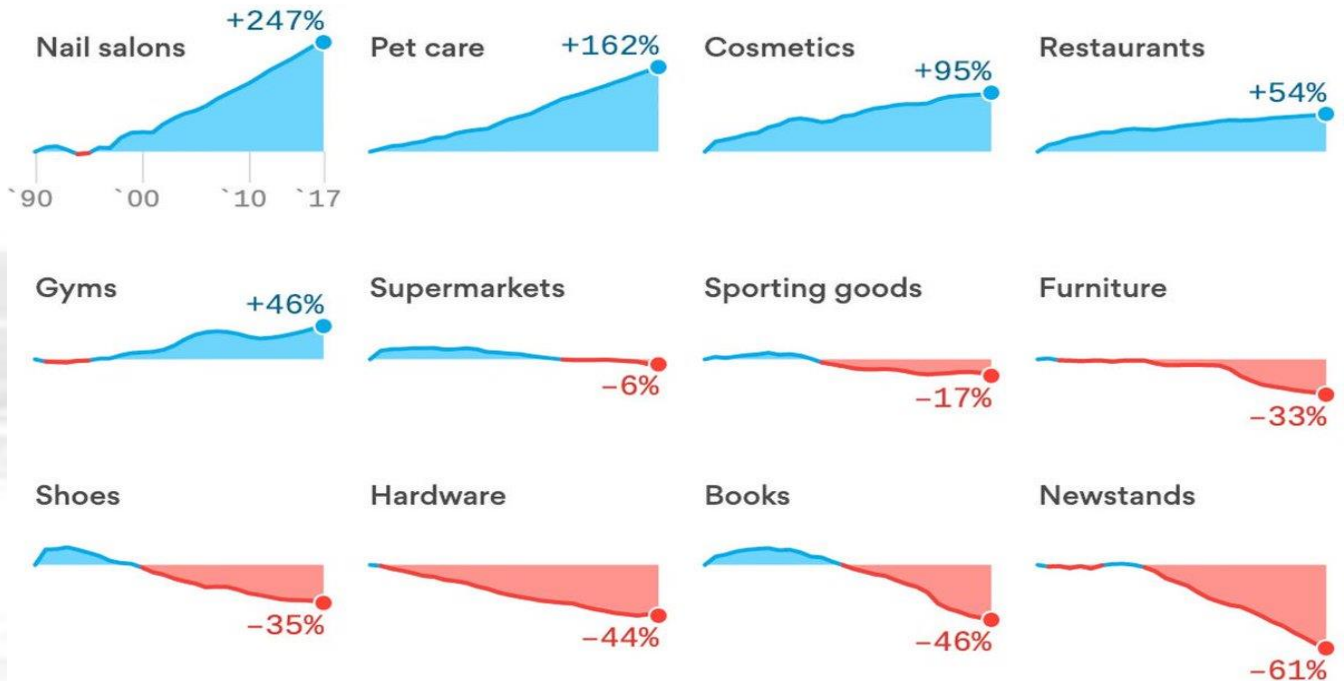 Nail salons
+247%
Pet care
+162%
Cosmetics
+95%
Restaurants
+54%
`90
`00
`10
`17
Gyms
+46%
Supermarkets
−6%
Sporting goods
−17%
Furniture
−33%
Shoes
−35%
Hardware
−44%
Books
−46%
Newstands
−61%